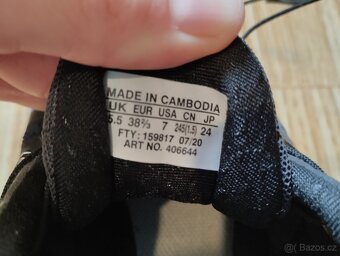 MADE IN CAMBODIA
UK EUR USA CN JP
5.5 38⅔ 7 245(1.5) 24
FTY: 159817 07/20
ART NO. 406644
Bazos.cz